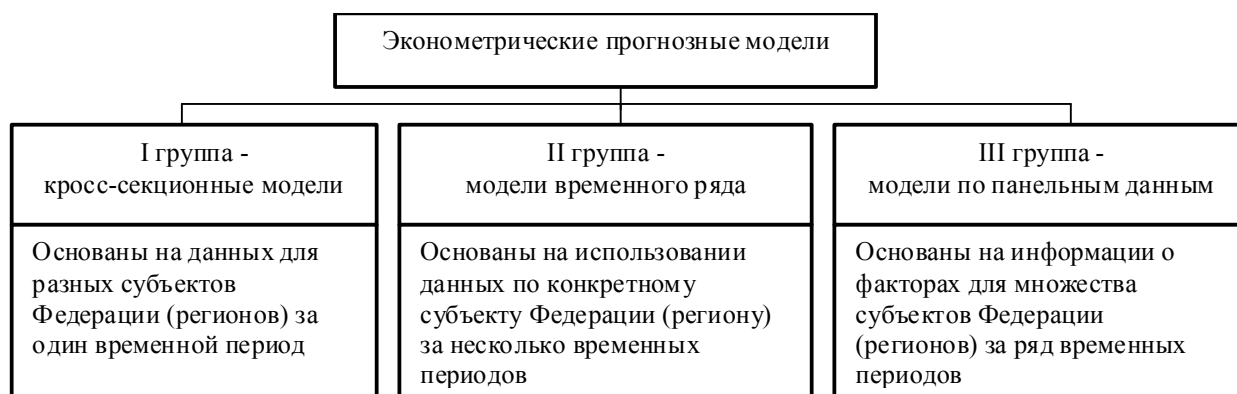 Эконометрические прогнозные модели
I группа -
кросс-секционные модели
Основаны на данных для
разных субъектов
Федерации (регионов) за
один временной период
II группа -
модели временного ряда
Основаны на использовании
данных по конкретному
субъекту Федерации (региону)
за несколько временных
периодов
III группа -
модели по панельным данным
Основаны на информации о
факторах для множества
субъектов Федерации
(регионов) за ряд временных
периодов